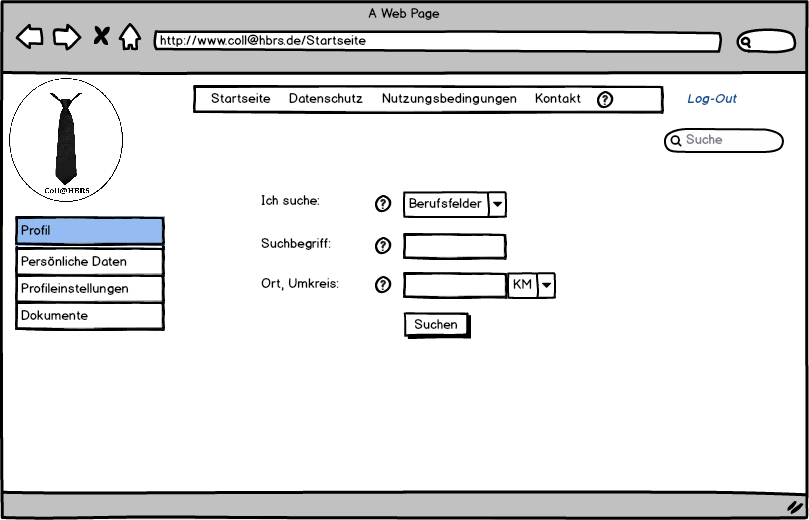 A Web Page
http://www.coll@hbrs.de/Startseite
Startseite Datenschutz Nutzungsbedingungen Kontakt ?
Log-Out
Suche
Coll@HBRS
Ich suche: ? Berufsfelder
Profil
Suchbegriff: ?
Persönliche Daten
Ort, Umkreis: ? KM
Profileinstellungen
Dokumente
Suchen